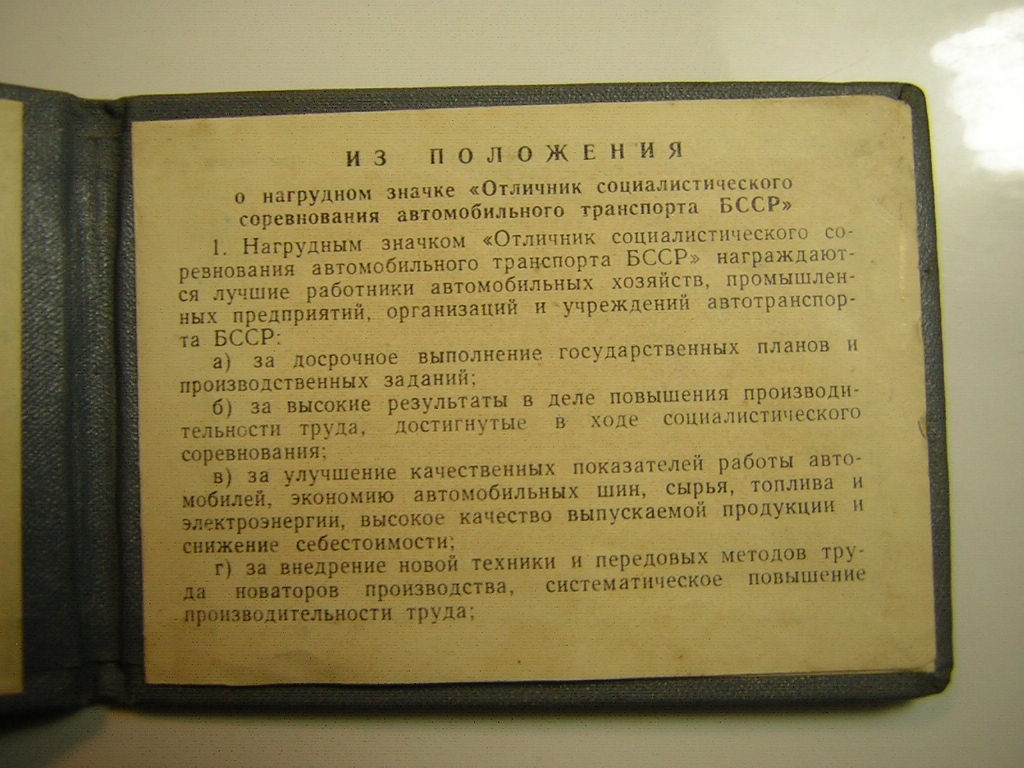 ИЗ ПОЛОЖЕНИЯ
о нагрудном значке «Отличник социалистического
соревнования автомобильного транспорта БССР»
1. Нагрудным значком «Отличник социалистического со-
ревнования автомобильного транспорта БССР» награждают-
ся лучшие работники автомобильных хозяйств, промышлен-
ных предприятий, организаций и учреждений автотранспор-
та БССР:
а) за досрочное выполнение государственных планов и
производственных заданий;
б) за высокие результаты в деле повышения производи-
тельности труда, достигнутые в ходе социалистического
соревнования;
в) за улучшение качественных показателей работы авто-
мобилей, экономию автомобильных шин, сырья, топлива и
электроэнергии, высокое качество выпускаемой продукции и
снижение себестоимости;
г) за внедрение новой техники и передовых методов тру-
да новаторов производства, систематическое повышение
производительности труда;